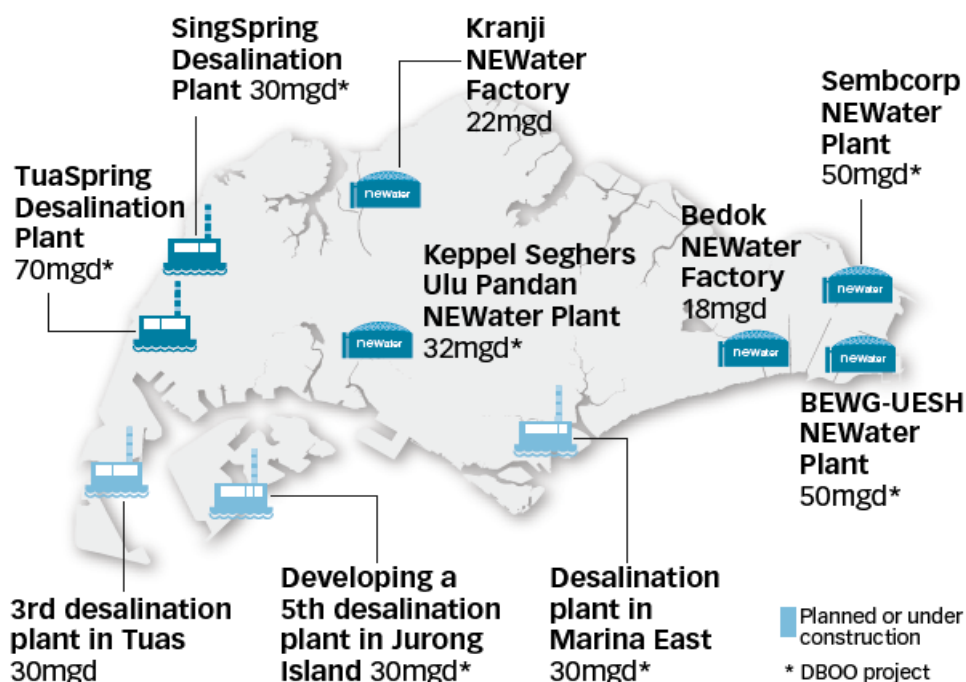 SingSpring
Desalination
Plant 30mgd*
Kranji
NEWater
Factory
22mgd
Sembcorp
NEWater
Plant
50mgd*
TuaSpring
Desalination
Plant
70mgd*
newater
Keppel Seghers
Ulu Pandan
NEWater Plant
32mgd*
Bedok
NEWater
Factory
18mgd
newater
newater
newater
newater
BEWG-UESH
NEWater
Plant
50mgd*
3rd desalination
plant in Tuas
30mgd
Developing a
5th desalination
plant in Jurong
Island 30mgd*
Desalination
plant in
Marina East
30mgd*
Planned or under
construction
* DBOO project